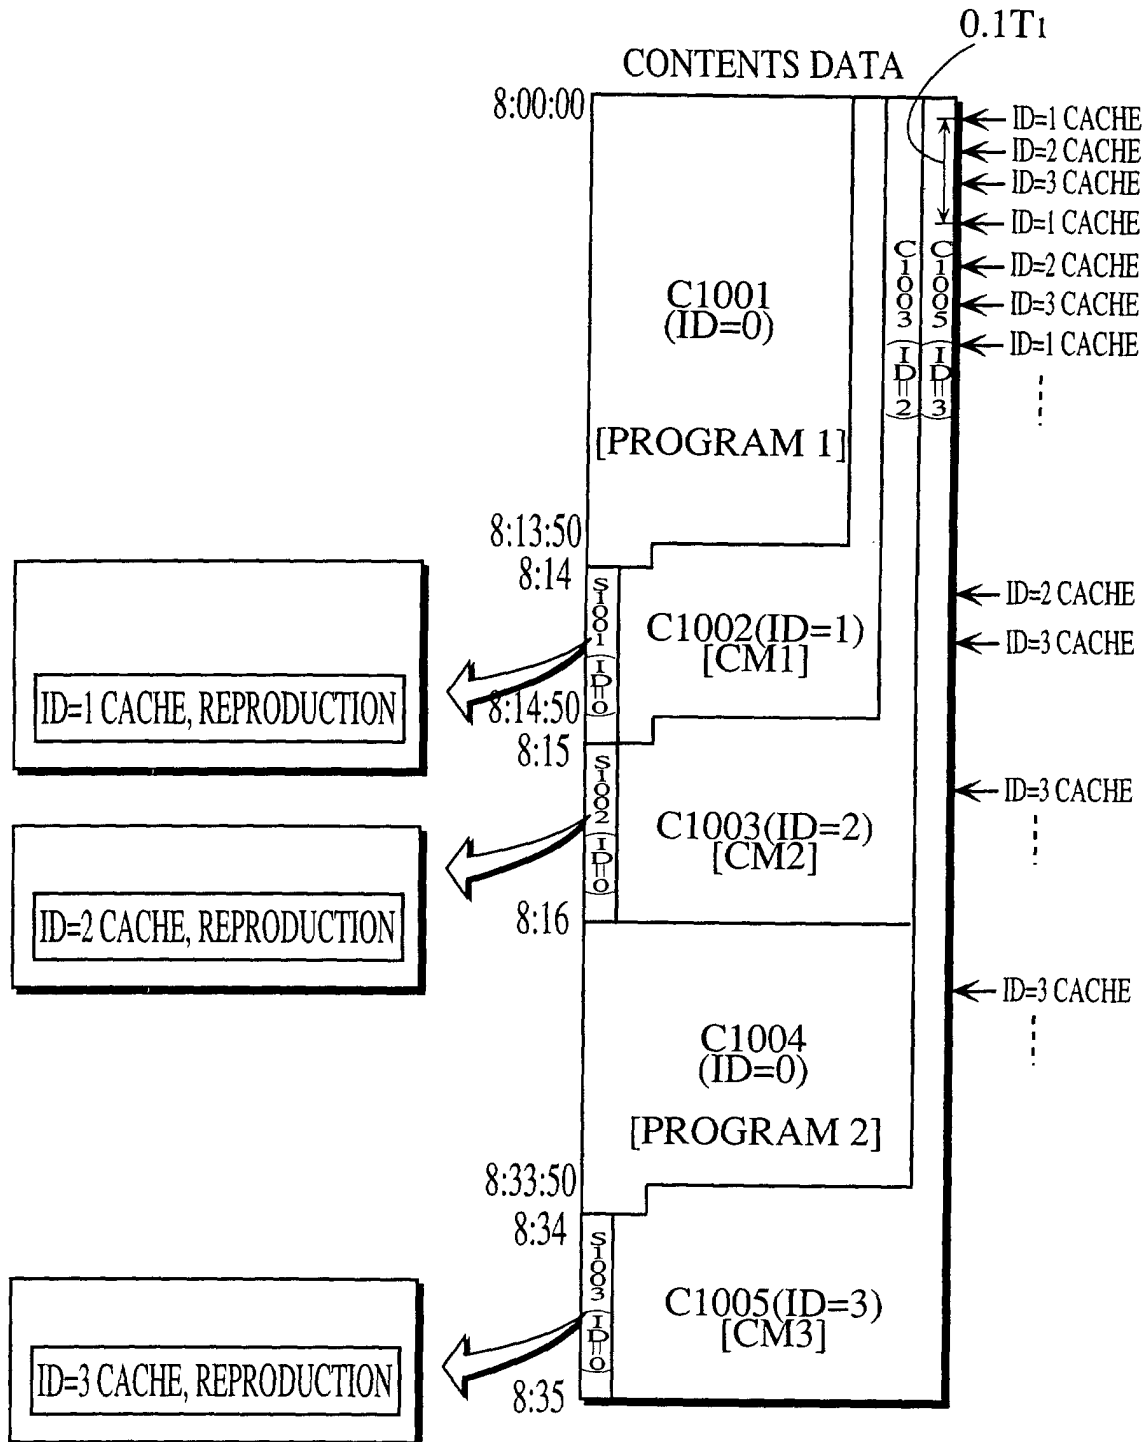 0.1T1
CONTENTS DATA
8:00:00
ID=1 CACHE
ID=2 CACHE
ID=3 CACHE
ID=1 CACHE
ID=2 CACHE
ID=3 CACHE
ID=1 CACHE
C1001
(ID=0)
[PROGRAM 1]
C1003 (ID=2)
C1005 (ID=3)
8:13:50
8:14
S1001 (ID=0)
C1002(ID=1)
[CM1]
ID=2 CACHE
ID=3 CACHE
ID=1 CACHE, REPRODUCTION
8:14:50
8:15
S1002 (ID=0)
C1003(ID=2)
[CM2]
ID=3 CACHE
ID=2 CACHE, REPRODUCTION
8:16
C1004
(ID=0)
[PROGRAM 2]
ID=3 CACHE
8:33:50
8:34
S1003 (ID=0)
C1005(ID=3)
[CM3]
ID=3 CACHE, REPRODUCTION
8:35